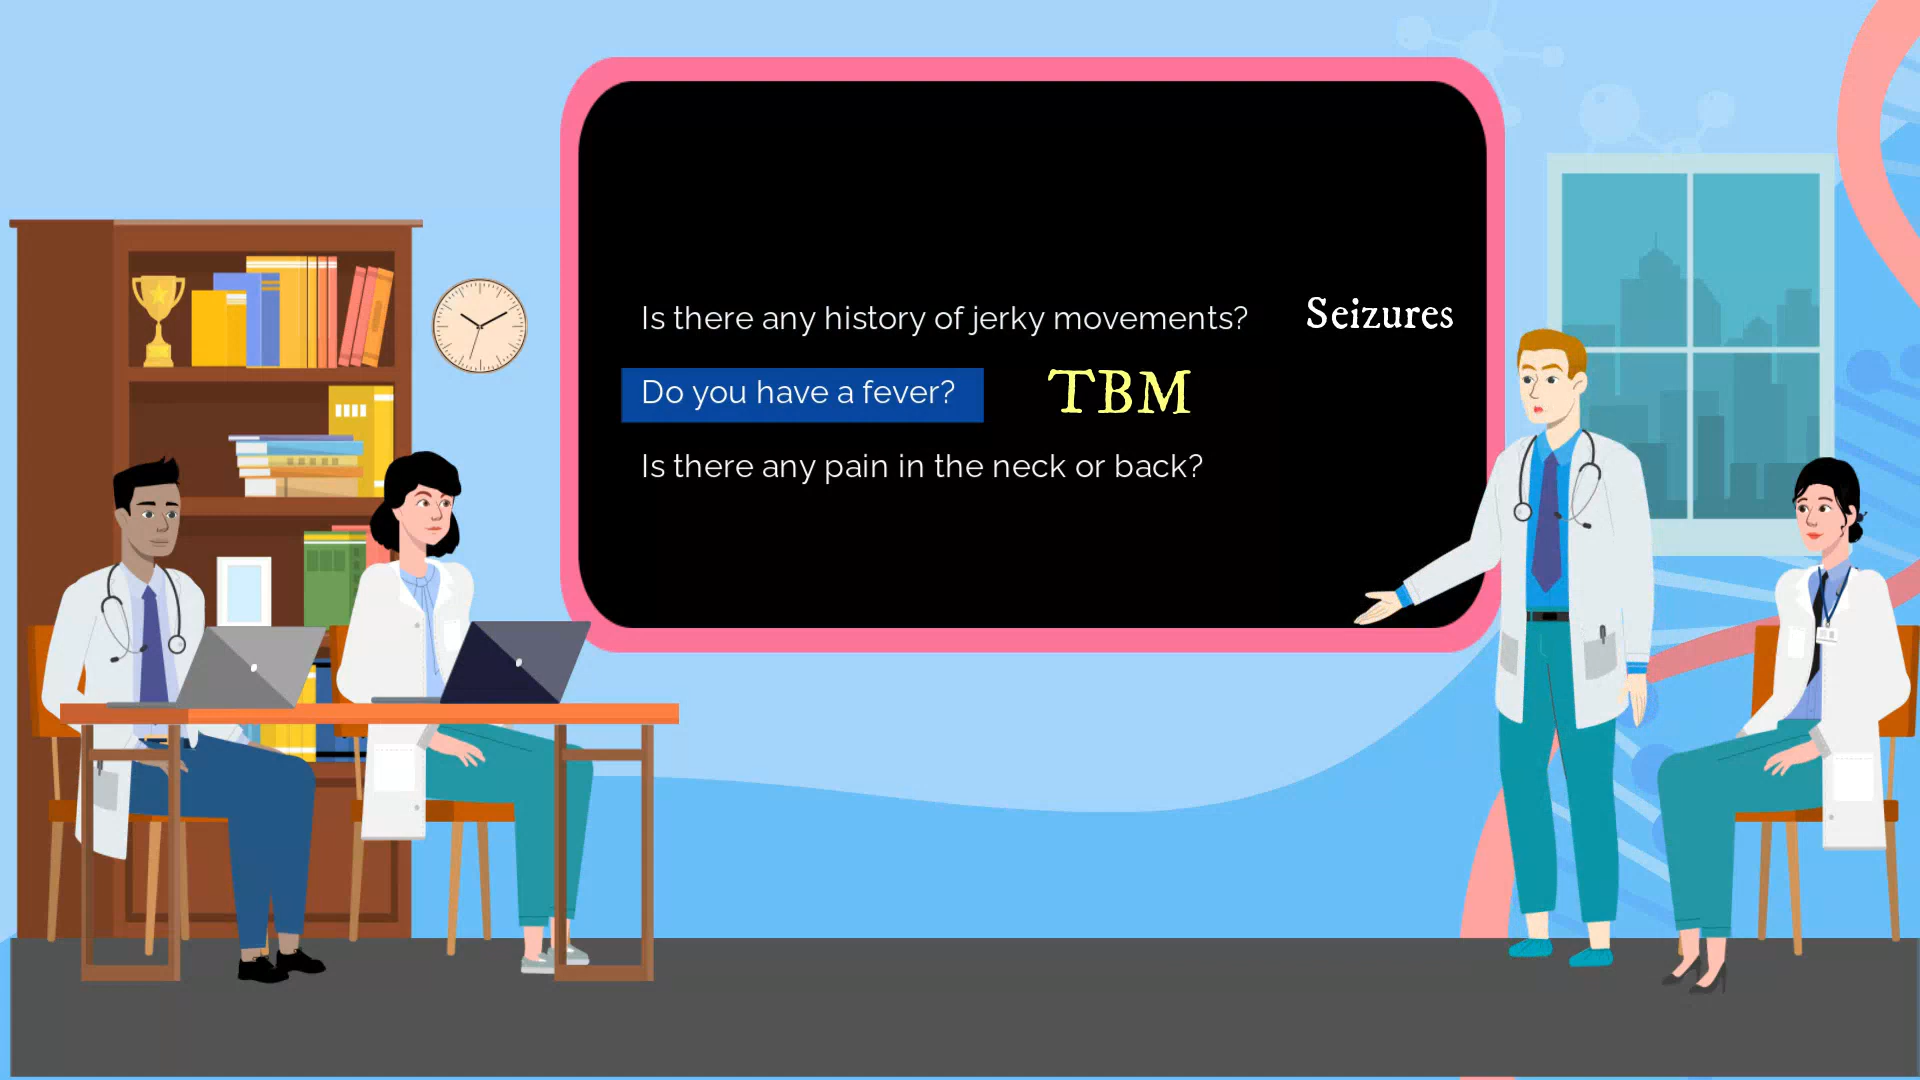 Is there any history of jerky movements? Seizures
Do you have a fever? TBM
Is there any pain in the neck or back?